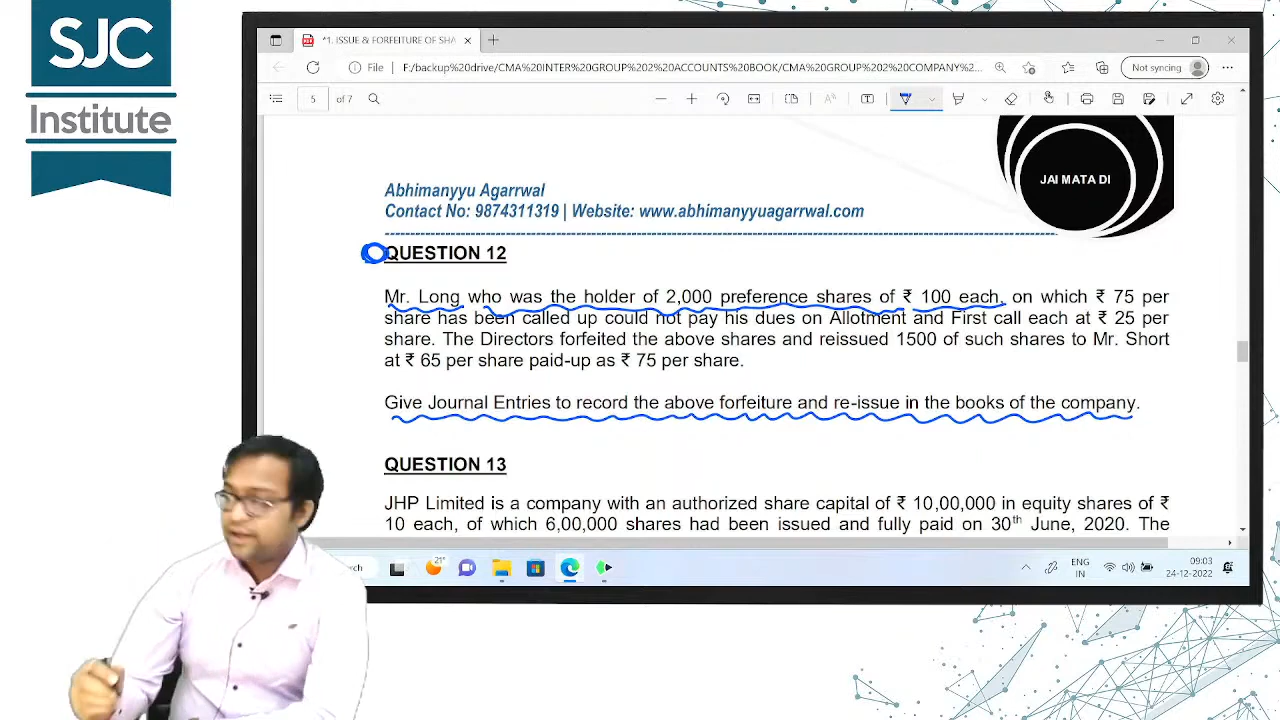 SJC
Institute
*1. ISSUE & FORFEITURE OF SHA
File
F:/backup%20drive/CMA%20INTER%20GROUP%202%20ACCOUNTS%20BOOK/CMA%20GROUP%202%20COMPANY%2...
Not syncing
5 of 7
JAI MATA DI
Abhimanyyu Agarrwal
Contact No: 9874311319 | Website: www.abhimanyyuagarrwal.com
QUESTION 12
Mr. Long who was the holder of 2,000 preference shares of ₹ 100 each, on which ₹ 75 per
share has been called up could not pay his dues on Allotment and First call each at ₹ 25 per
share. The Directors forfeited the above shares and reissued 1500 of such shares to Mr. Short
at ₹ 65 per share paid-up as ₹ 75 per share.
Give Journal Entries to record the above forfeiture and re-issue in the books of the company.
QUESTION 13
JHP Limited is a company with an authorized share capital of ₹ 10,00,000 in equity shares of ₹
10 each, of which 6,00,000 shares had been issued and fully paid on 30th June, 2020. The
rch
21°
ENG
IN
09:03
24-12-2022